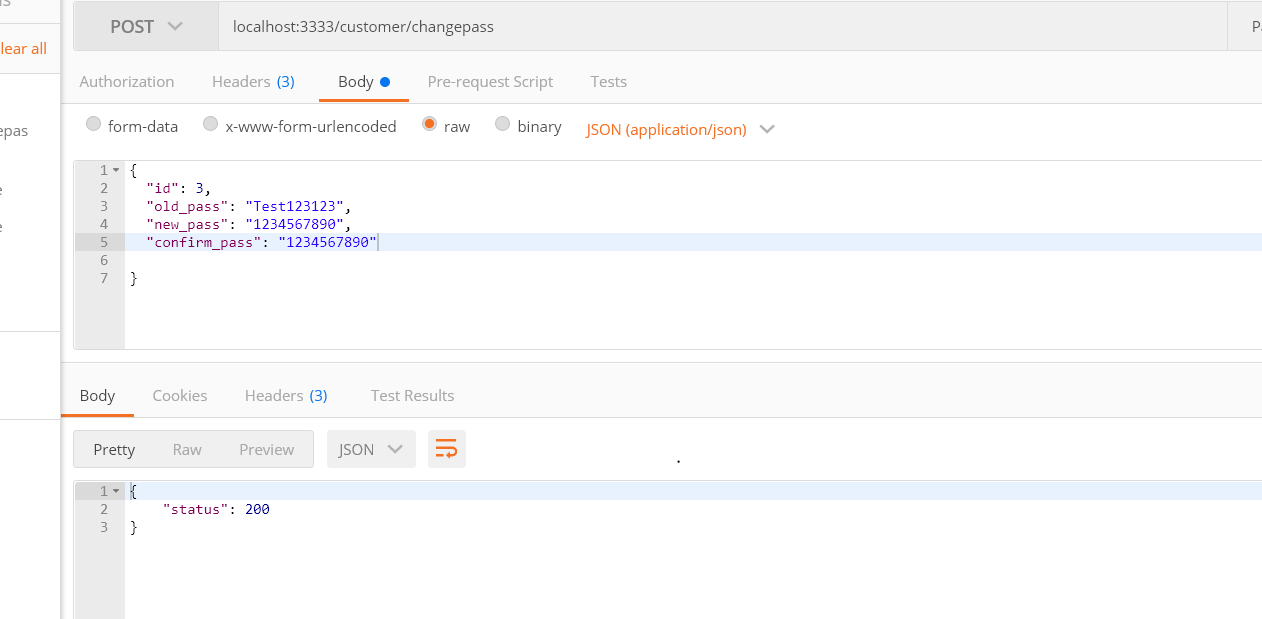 POST localhost:3333/customer/changepass
lear all
Authorization Headers (3) Body Pre-request Script Tests
epas
form-data x-www-form-urlencoded raw binary JSON (application/json)
1 {
2 "id": 3,
3 "old_pass": "Test123123",
4 "new_pass": "1234567890",
5 "confirm_pass": "1234567890"
6
7 }
Body Cookies Headers (3) Test Results
Pretty Raw Preview JSON
1 {
2 "status": 200
3 }